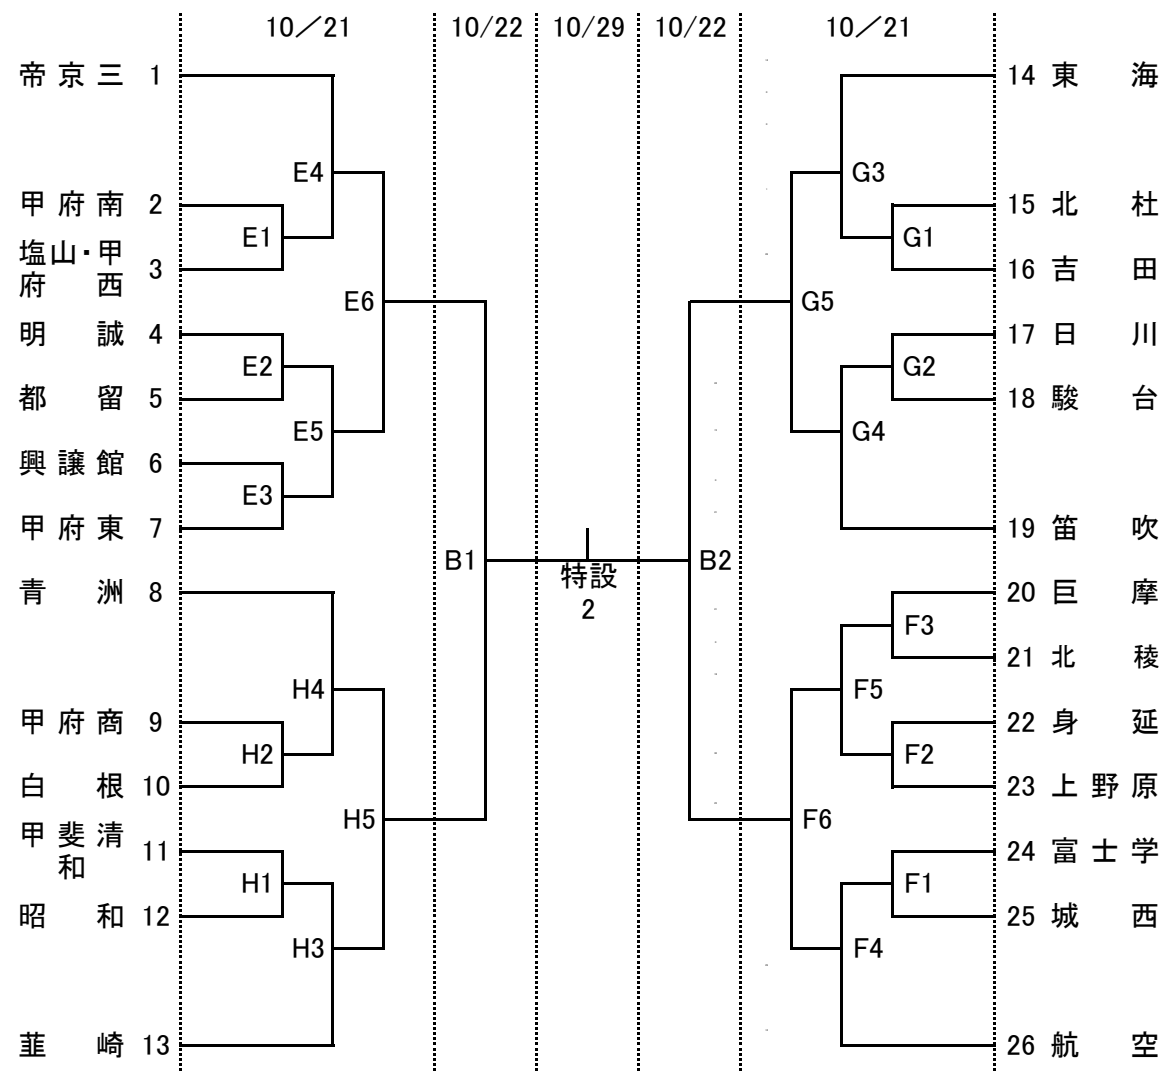 10／21 10/22 10/29 10/22 10／21
帝京三 1
甲府南 2
塩山・甲
府西 3
明誠 4
都留 5
興譲館 6
甲府東 7
青洲 8
甲府商 9
白根 10
甲斐清
和 11
昭和 12
韮崎 13
E4
E1
E6
E2
E5
E3
B1
H4
H2
H5
H1
H3
特設
2
B2
G3
G1
G5
G2
G4
F3
F5
F2
F6
F1
F4
14 東海
15 北杜
16 吉田
17 日川
18 駿台
19 笛吹
20 巨摩
21 北稜
22 身延
23 上野原
24 富士学
25 城西
26 航空